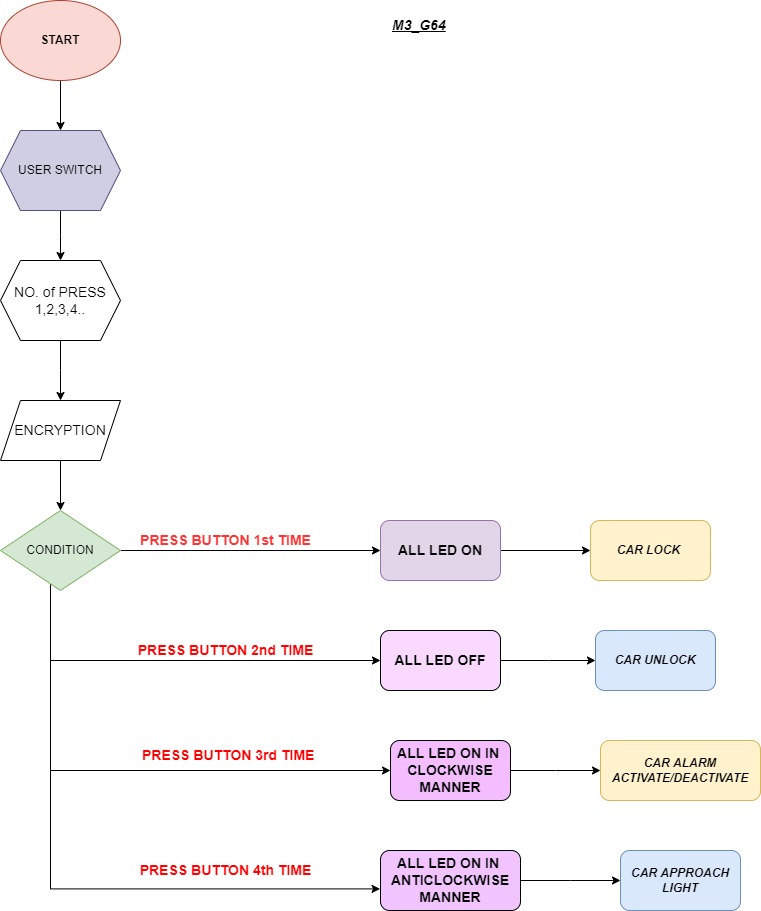 M3_G64
START
USER SWITCH
NO. of PRESS
1,2,3,4..
ENCRYPTION
CONDITION
PRESS BUTTON 1st TIME
ALL LED ON
CAR LOCK
PRESS BUTTON 2nd TIME
ALL LED OFF
CAR UNLOCK
PRESS BUTTON 3rd TIME
ALL LED ON IN
CLOCKWISE
MANNER
CAR ALARM
ACTIVATE/DEACTIVATE
PRESS BUTTON 4th TIME
ALL LED ON IN
ANTICLOCKWISE
MANNER
CAR APPROACH
LIGHT